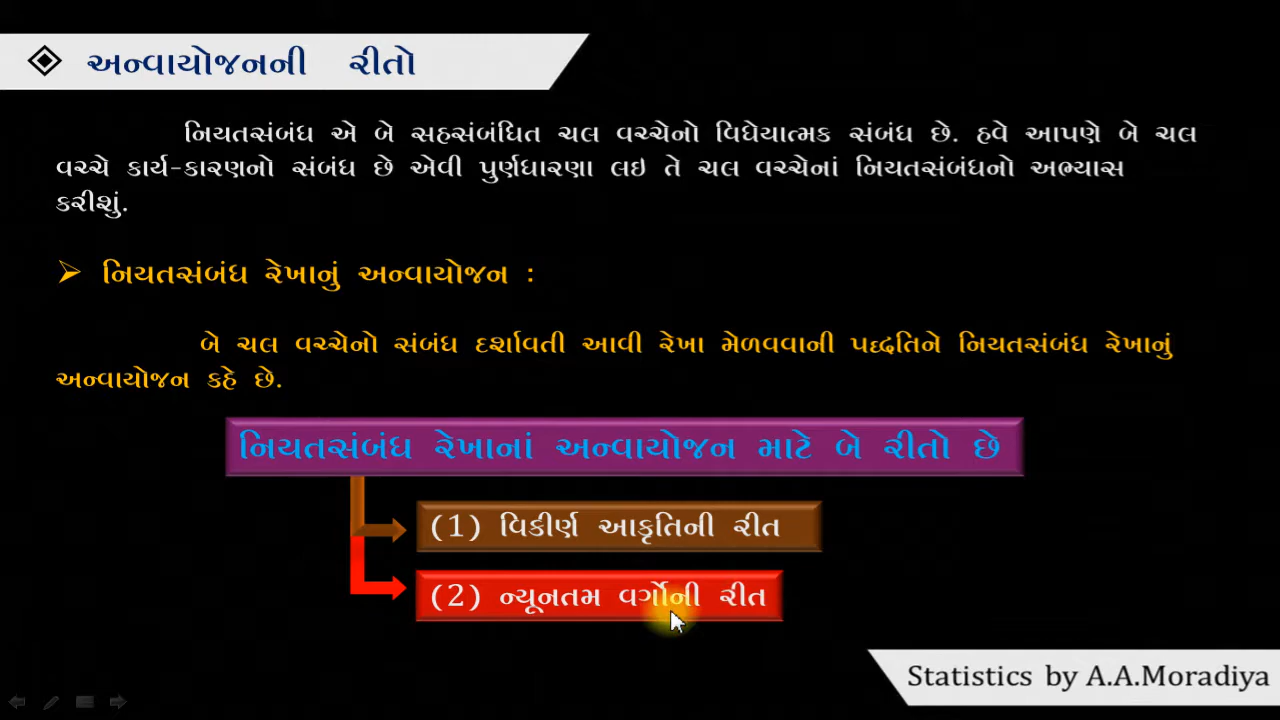 અન્વાયોજનની રીતો
નિયતસંબંધ એ બે સહસંબંધિત ચલ વચ્ચેનો વિધેયાત્મક સંબંધ છે. હવે આપણે બે ચલ
વચ્ચે કાર્ય-કારણનો સંબંધ છે એવી પુર્ણધારણા લઇ તે ચલ વચ્ચેનાં નિયતસંબંધનો અભ્યાસ
કરીશું.
નિયતસંબંધ રેખાનું અન્વાયોજન :
બે ચલ વચ્ચેનો સંબંધ દર્શાવતી આવી રેખા મેળવવાની પદ્ધતિને નિયતસંબંધ રેખાનું
અન્વાયોજન કહે છે.
નિયતસંબંધ રેખાનાં અન્વાયોજન માટે બે રીતો છે
(1) વિકીર્ણ આકૃતિની રીત
(2) ન્યૂનતમ વર્ગોની રીત
Statistics by A.A.Moradiya